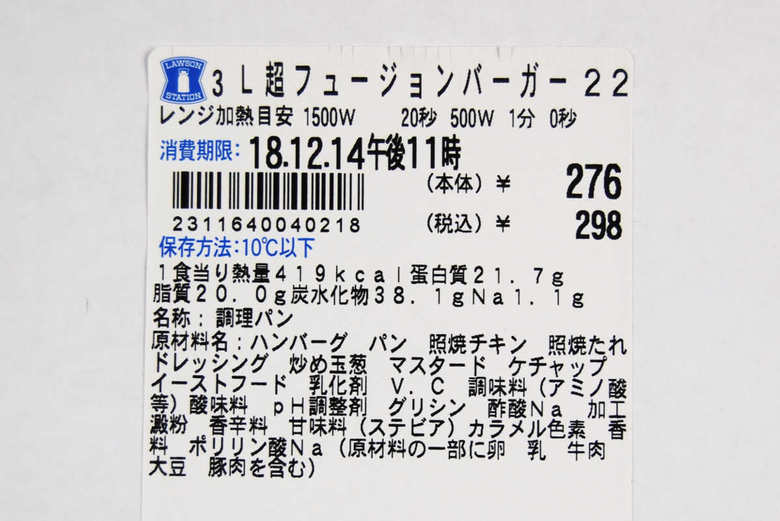 LAWSON
STATION
3L超フュージョンバーガー22
レンジ加熱目安 1500W 20秒 500W 1分 0秒
消費期限: 18.12.14午後11時
(本体) ¥ 276
2311640040218 (税込) ¥ 298
保存方法:10℃以下
1食当り熱量419kcal蛋白質21.7g
脂質20.0g炭水化物38.1gNa1.1g
名称:調理パン
原材料名:ハンバーグ パン 照焼チキン 照焼たれ
ドレッシング 炒め玉葱 マスタード ケチャップ
イーストフード 乳化剤 V.C 調味料(アミノ酸
等)酸味料 pH調整剤 グリシン 酢酸Na 加工
澱粉 香辛料 甘味料(ステビア)カラメル色素 香
料 ポリリン酸Na(原材料の一部に卵 乳 牛肉
大豆 豚肉を含む)